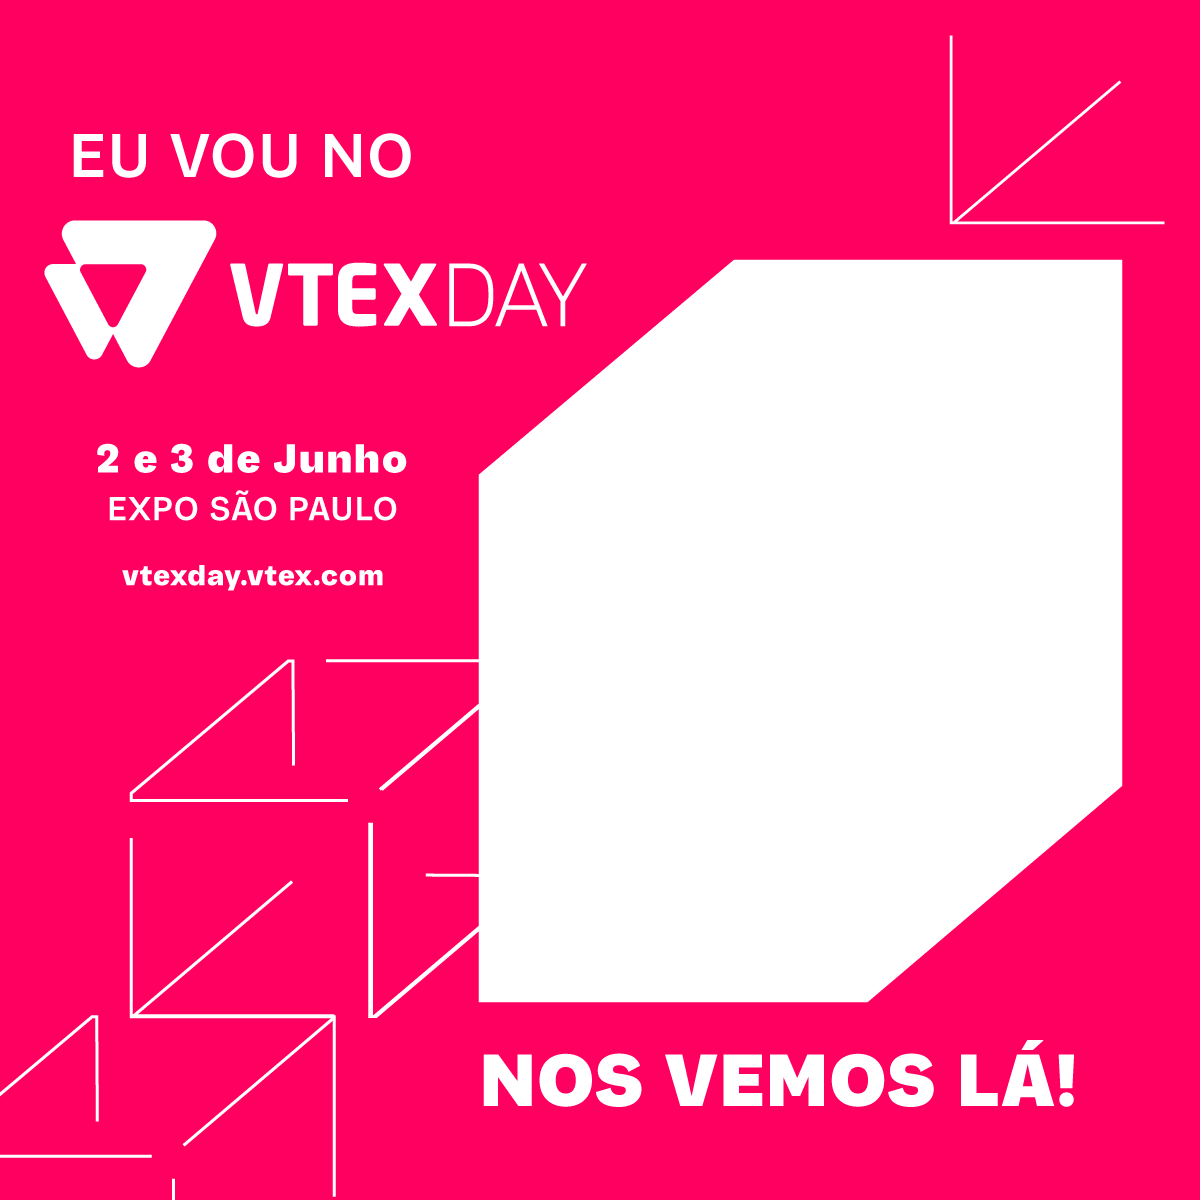 EU VOU NO
VTEXDAY
2 e 3 de Junho
EXPO SÃO PAULO
vtexday.vtex.com
NOS VEMOS LÁ!